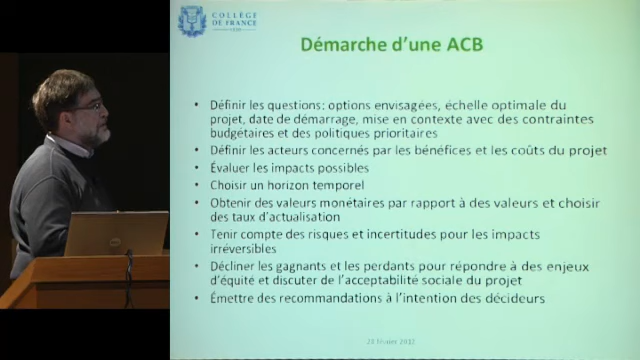 COLLÈGE
DE FRANCE
Démarche d'une ACB
• Définir les questions; options envisagées, échelle optimale du
projet, date de démarrage, mise en contexte avec des contraintes
budgétaires et des politiques prioritaires
• Définir les acteurs concernés par les bénéfices et les coûts du projet
• Évaluer les impacts possibles
• Choisir un horizon temporel
• Obtenir des valeurs monétaires par rapport à des valeurs et choisir
des taux d'actualisation
• Tenir compte des risques et incertitudes pour les impacts
irréversibles
• Décliner les gagnants et les perdants pour répondre à des enjeux
d'équité et discuter de l'acceptabilité sociale du projet
• Émettre des recommandations à l'intention des décideurs